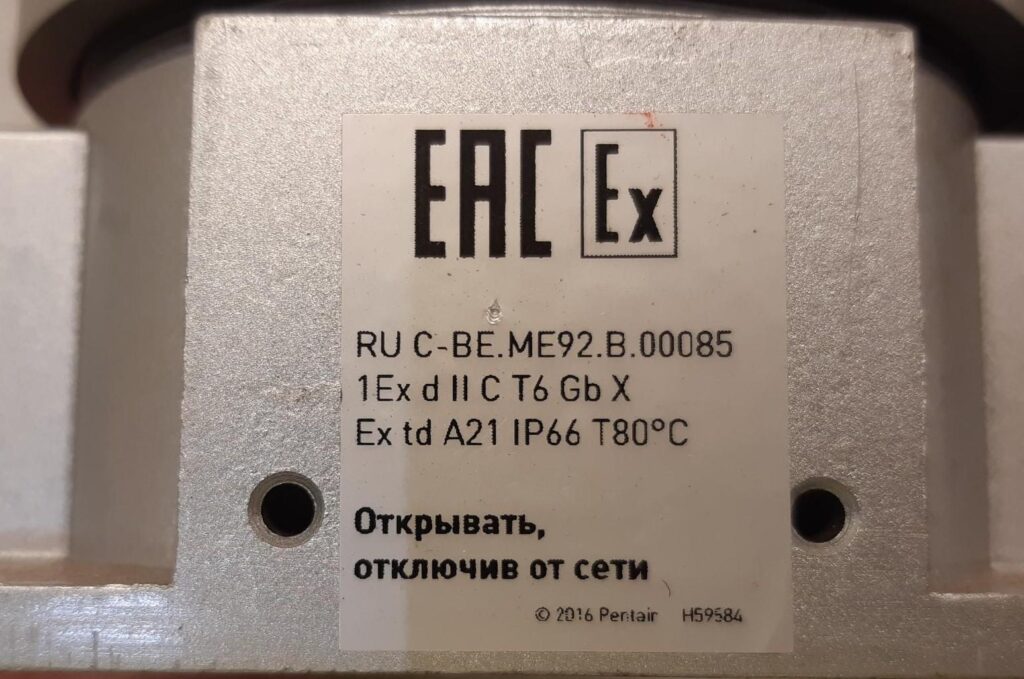 EAC Ex
RU C-BE.ME92.B.00085
1Ex d II C T6 Gb X
Ex td A21 IP66 T80°C
Открывать,
отключив от сети
© 2016 Pentair H59584